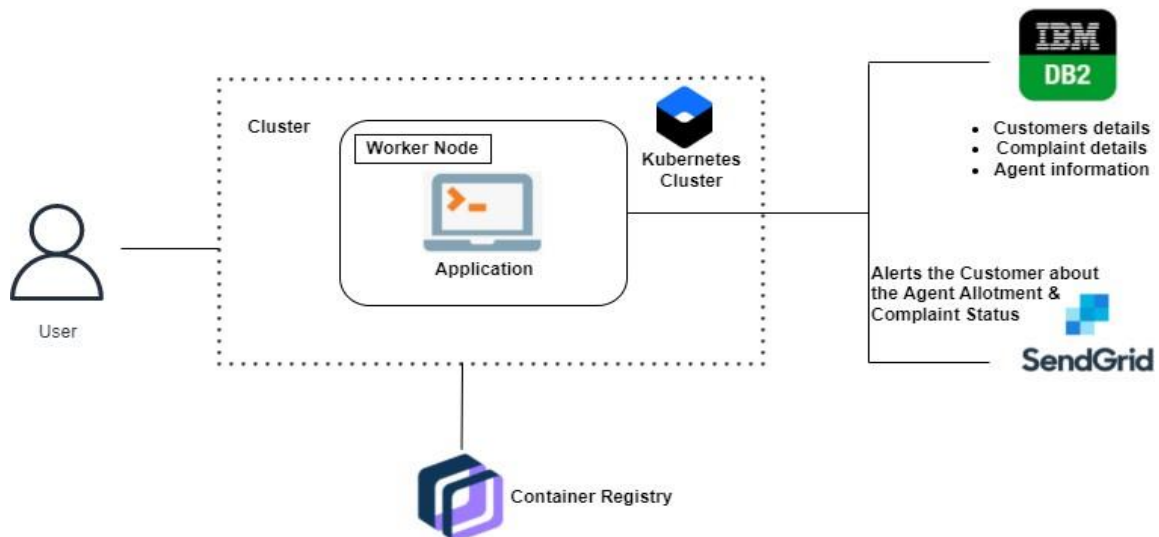 IBM
DB2
Cluster
Worker Node
Kubernetes
Cluster
• Customers details
• Complaint details
• Agent information
Application
User
Alerts the Customer about
the Agent Allotment &
Complaint Status
SendGrid
Container Registry